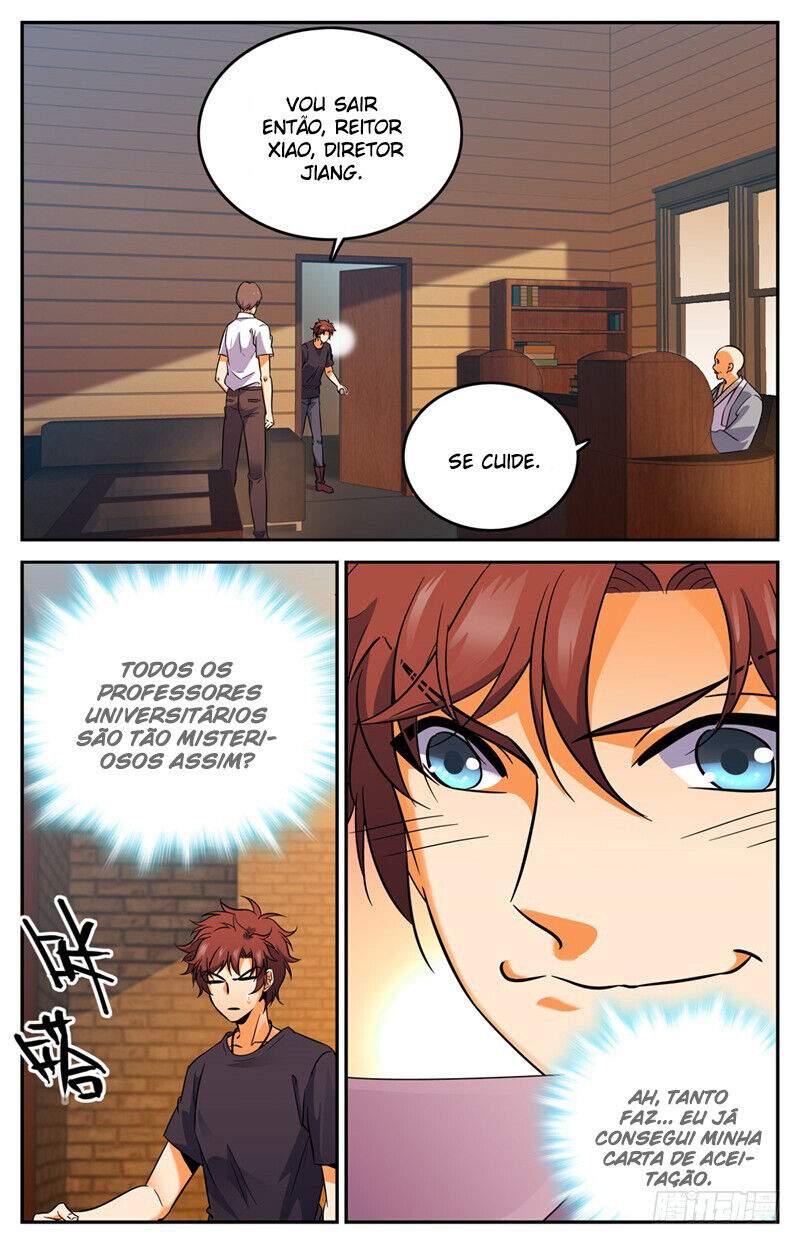 VOU SAIR
ENTÃO, REITOR
XIAO, DIRETOR
JIANG.
SE CUIDE.
TODOS OS
PROFESSORES
UNIVERSITÁRIOS
SÃO TÃO MISTERI-
OSOS ASSIM?
AH, TANTO
FAZ... EU JÁ
CONSEGUI MINHA
CARTA DE ACEI-
TAÇÃO.